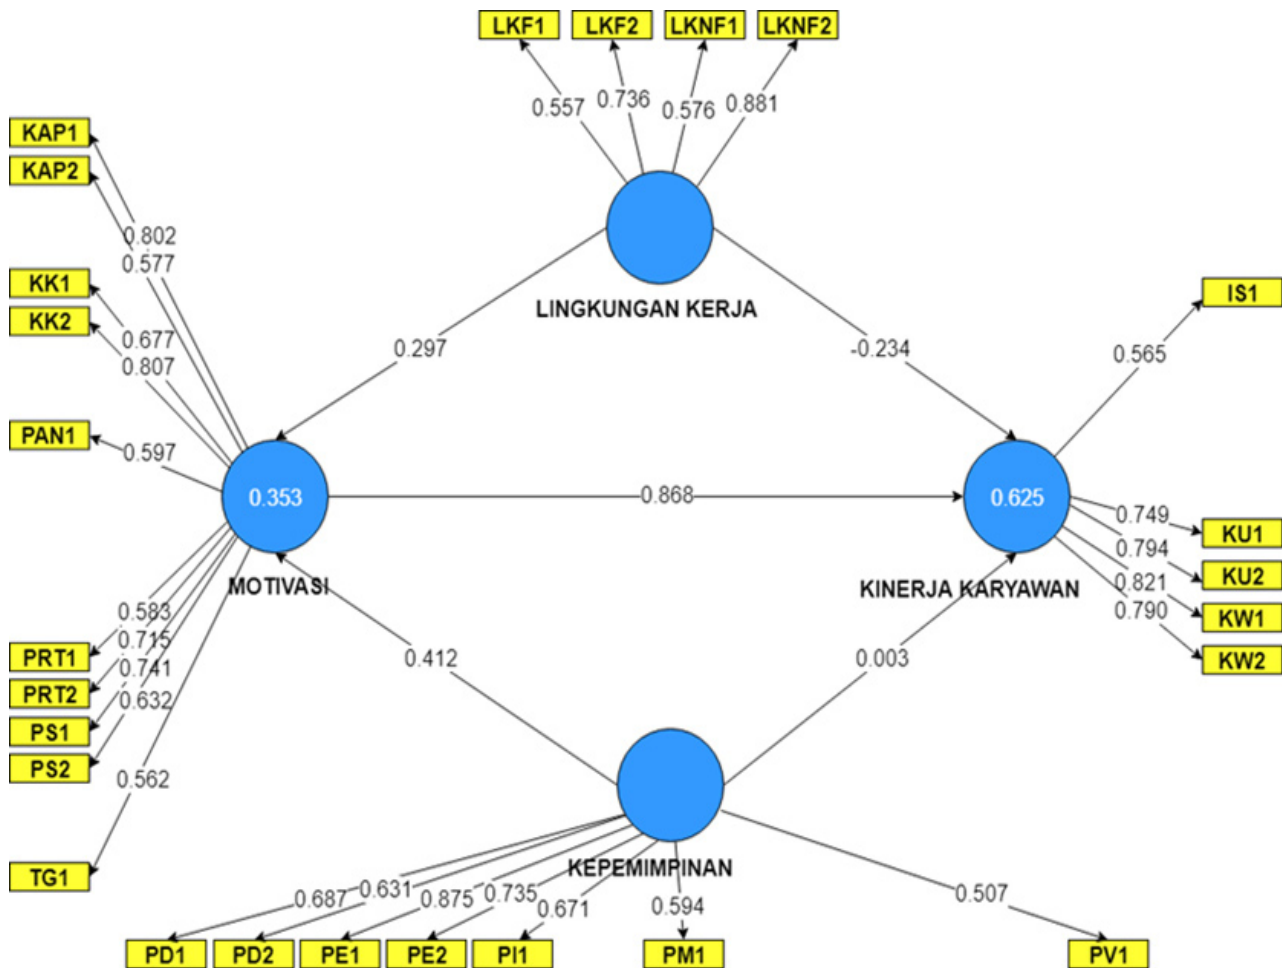 LKF1 LKF2 LKNF1 LKNF2
0.557 0.736 0.576 0.881
KAP1
KAP2
0.802
0.577
KK1
KK2
0.677
0.807
PAN1
0.597
LINGKUNGAN KERJA
IS1
0.565
0.297
-0.234
0.353
0.868
0.625
MOTIVASI
KINERJA KARYAWAN
0.749
0.794
0.821
0.790
KU1
KU2
KW1
KW2
0.583
0.715
0.741
0.632
0.562
PRT1
PRT2
PS1
PS2
TG1
0.412
0.003
KEPEMIMPINAN
0.687 0.631 0.875 0.735 0.671 0.594 0.507
PD1 PD2 PE1 PE2 PI1 PM1 PV1